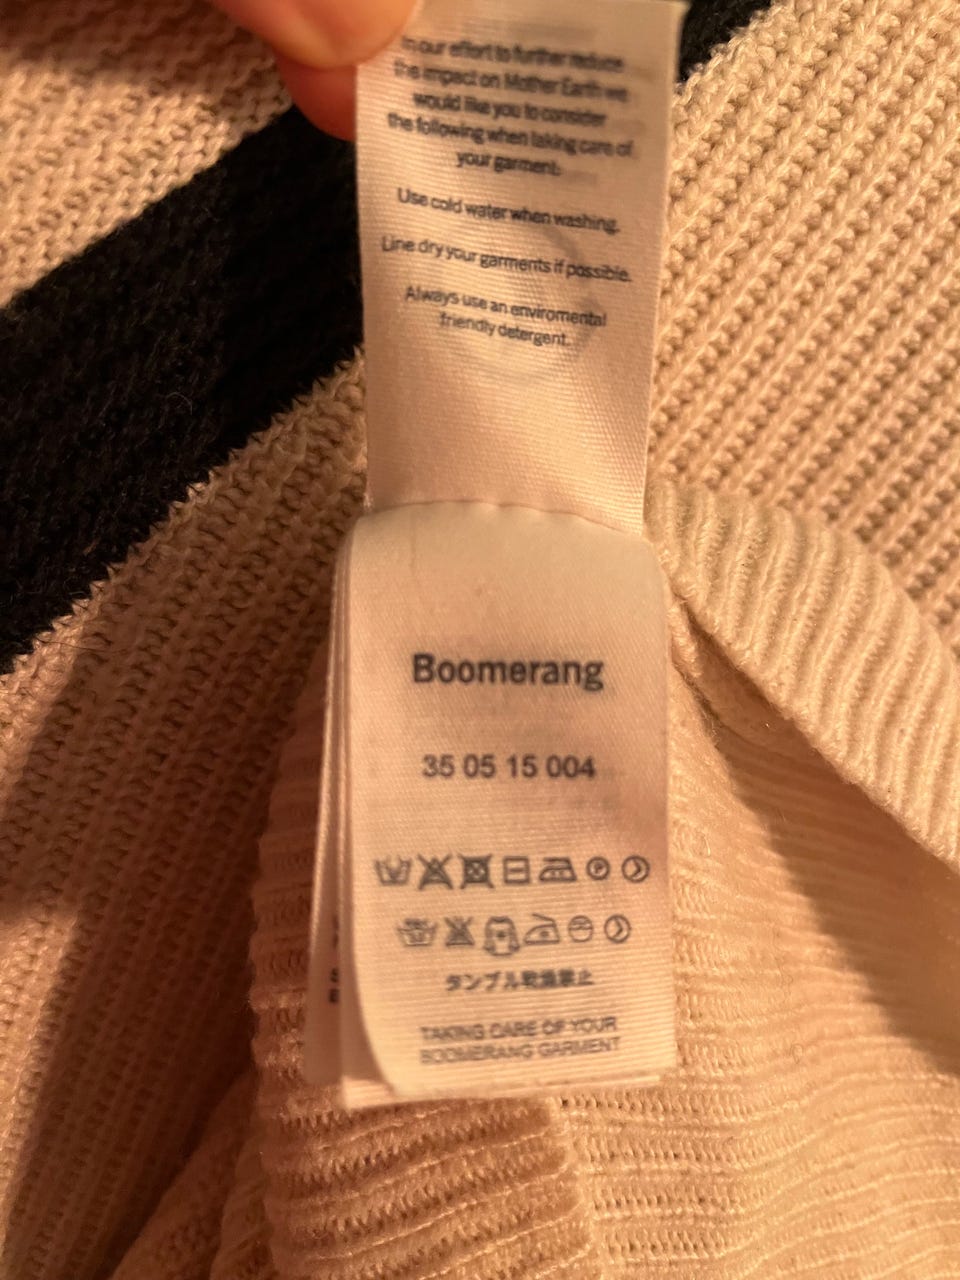 In our effort to further reduce
the impact on Mother Earth we
would like you to consider
the following when taking care of
your garment:
Use cold water when washing.
Line dry your garments if possible.
Always use an enviromental
friendly detergent.
Boomerang
35 05 15 004
タンブル乾燥禁止
TAKING CARE OF YOUR
BOOMERANG GARMENT